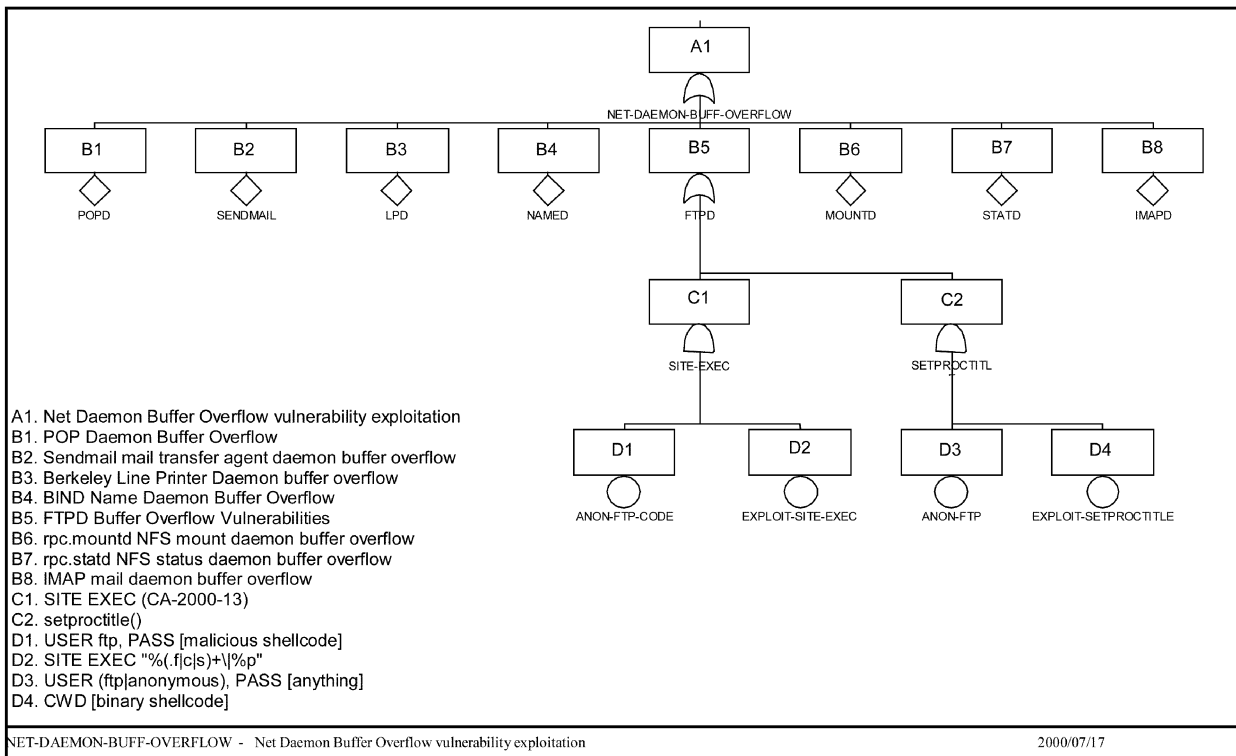 A1
NET-DAEMON-BUFF-OVERFLOW
B1 B2 B3 B4 B5 B6 B7 B8
POPD SENDMAIL LPD NAMED FTPD MOUNTD STATD IMAPD
C1 C2
SITE-EXEC SETPROCTITL
D1 D2 D3 D4
ANON-FTP-CODE EXPLOIT-SITE-EXEC ANON-FTP EXPLOIT-SETPROCTITLE
A1. Net Daemon Buffer Overflow vulnerability exploitation
B1. POP Daemon Buffer Overflow
B2. Sendmail mail transfer agent daemon buffer overflow
B3. Berkeley Line Printer Daemon buffer overflow
B4. BIND Name Daemon Buffer Overflow
B5. FTPD Buffer Overflow Vulnerabilities
B6. rpc.mountd NFS mount daemon buffer overflow
B7. rpc.statd NFS status daemon buffer overflow
B8. IMAP mail daemon buffer overflow
C1. SITE EXEC (CA-2000-13)
C2. setproctitle()
D1. USER ftp, PASS [malicious shellcode]
D2. SITE EXEC "%(.f|c|s)+\|%p"
D3. USER (ftp|anonymous), PASS [anything]
D4. CWD [binary shellcode]
NET-DAEMON-BUFF-OVERFLOW - Net Daemon Buffer Overflow vulnerability exploitation 2000/07/17